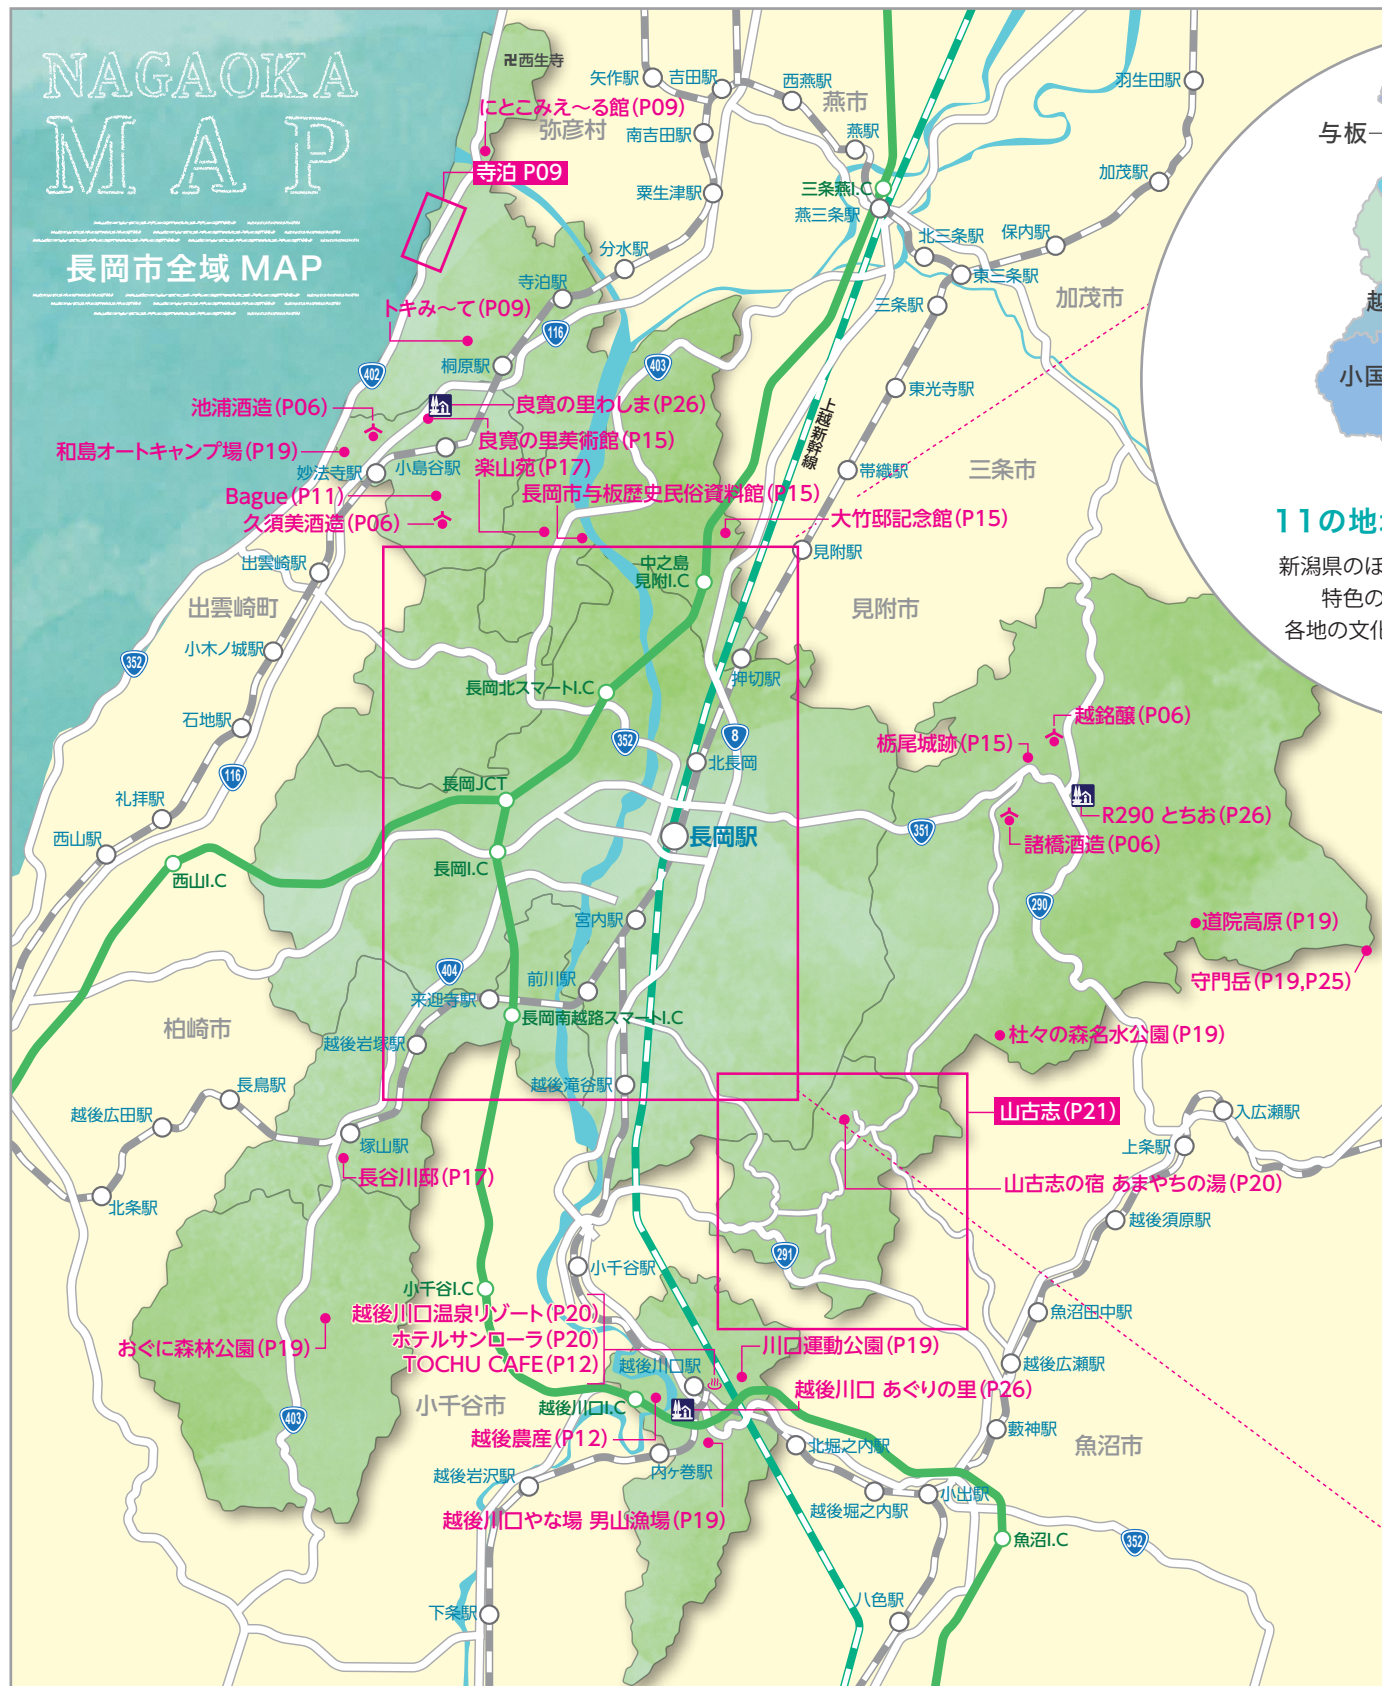 NAGAOKA
MAP
長岡市全域 MAP
卍西生寺
にとこみえ〜る館(P09)
弥彦村
寺泊 P09
矢作駅
吉田駅
西燕駅
燕市
燕駅
南吉田駅
粟生津駅
分水駅
寺泊駅
羽生田駅
加茂駅
三条燕I.C
燕三条駅
北三条駅
保内駅
東三条駅
三条駅
加茂市
与板
越
小国
11の地
新潟県のほ
特色の
各地の文化
トキみ〜て(P09)
116
403
桐原駅
402
東光寺駅
上越新幹線
池浦酒造(P06)
良寛の里わしま(P26)
和島オートキャンプ場(P19)
良寛の里美術館(P15)
小島谷駅
妙法寺駅
楽山苑(P17)
帯織駅
三条市
Bague(P11)
長岡市与板歴史民俗資料館(P15)
久須美酒造(P06)
大竹邸記念館(P15)
見附駅
出雲崎駅
中之島
見附I.C
出雲崎町
見附市
小木ノ城駅
352
押切駅
長岡北スマートI.C
石地駅
352
8
越銘醸(P06)
栃尾城跡(P15)
北長岡
116
長岡JCT
礼拝駅
R290 とちお(P26)
351
長岡駅
諸橋酒造(P06)
西山駅
西山I.C
長岡I.C
290
宮内駅
道院高原(P19)
404
前川駅
守門岳(P19,P25)
来迎寺駅
長岡南越路スマートI.C
柏崎市
杜々の森名水公園(P19)
越後岩塚駅
長鳥駅
越後滝谷駅
越後広田駅
山古志(P21)
入広瀬駅
塚山駅
上条駅
長谷川邸(P17)
山古志の宿 あまやちの湯(P20)
北条駅
越後須原駅
291
小千谷駅
小千谷I.C
越後川口温泉リゾート(P20)
ホテルサンローラ(P20)
TOCHU CAFE(P12)
魚沼田中駅
おぐに森林公園(P19)
川口運動公園(P19)
越後川口駅
越後広瀬駅
越後川口 あぐりの里(P26)
小千谷市
越後川口I.C
403
越後農産(P12)
藪神駅
魚沼市
北堀之内駅
内ヶ巻駅
越後岩沢駅
小出駅
越後堀之内駅
越後川口やな場 男山漁場(P19)
魚沼I.C
352
八色駅
下条駅